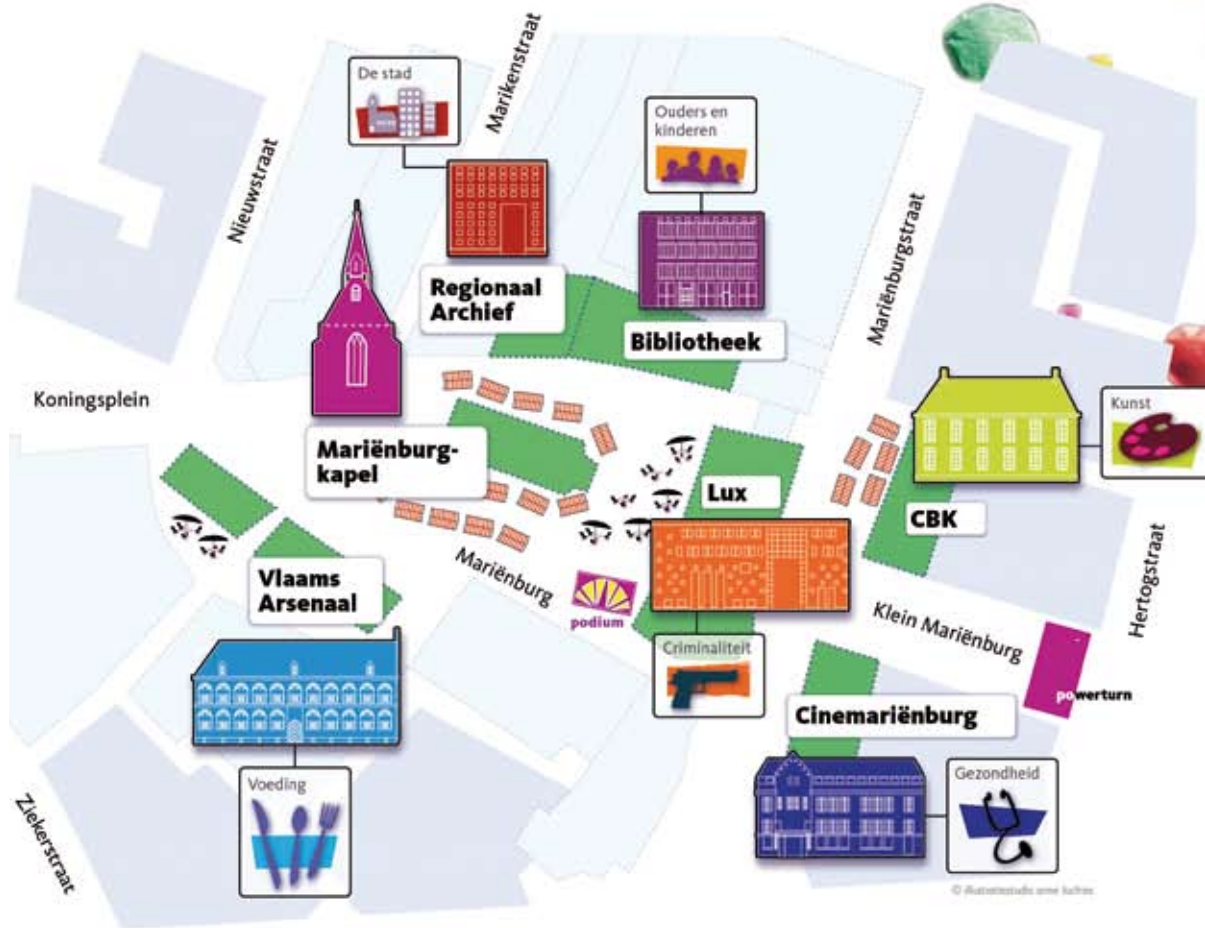 De stad
Marikenstraat
Ouders en
kinderen
Nieuwstraat
Mariënburgstraat
Regionaal
Archief
Bibliotheek
Koningsplein
Kunst
Mariënburg-
kapel
Lux
CBK
Vlaams
Arsenaal
Mariënburg
podium
Klein Mariënburg
Hertogstraat
Criminaliteit
powerturn
Cinemariënburg
Voeding
Gezondheid
Ziekerstraat